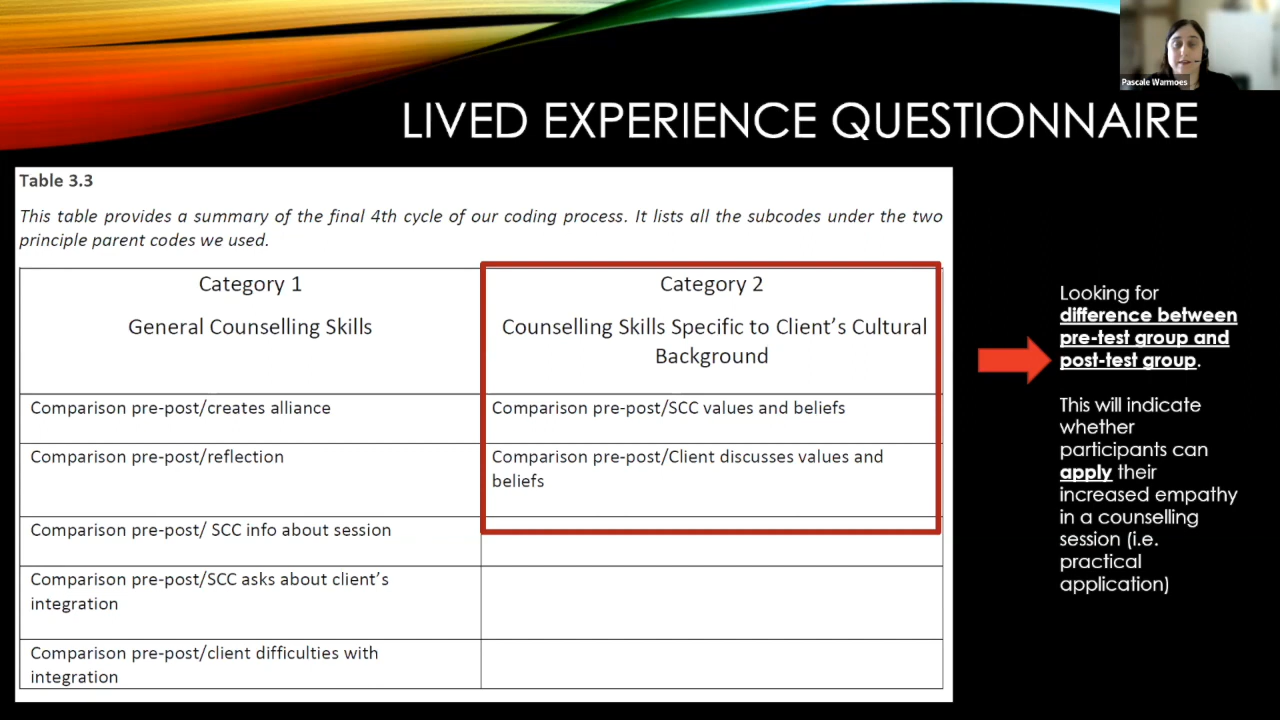 Pascale Warmoes
LIVED EXPERIENCE QUESTIONNAIRE
Table 3.3
This table provides a summary of the final 4th cycle of our coding process. It lists all the subcodes under the two
principle parent codes we used.
Category 1
General Counselling Skills
Category 2
Counselling Skills Specific to Client's Cultural
Background
Comparison pre-post/creates alliance
Comparison pre-post/SCC values and beliefs
Comparison pre-post/reflection
Comparison pre-post/Client discusses values and
beliefs
Comparison pre-post/ SCC info about session
Comparison pre-post/SCC asks about client's
integration
Comparison pre-post/client difficulties with
integration
Looking for
difference between
pre-test group and
post-test group.
This will indicate
whether
participants can
apply their
increased empathy
in a counselling
session (i.e.
practical
application)